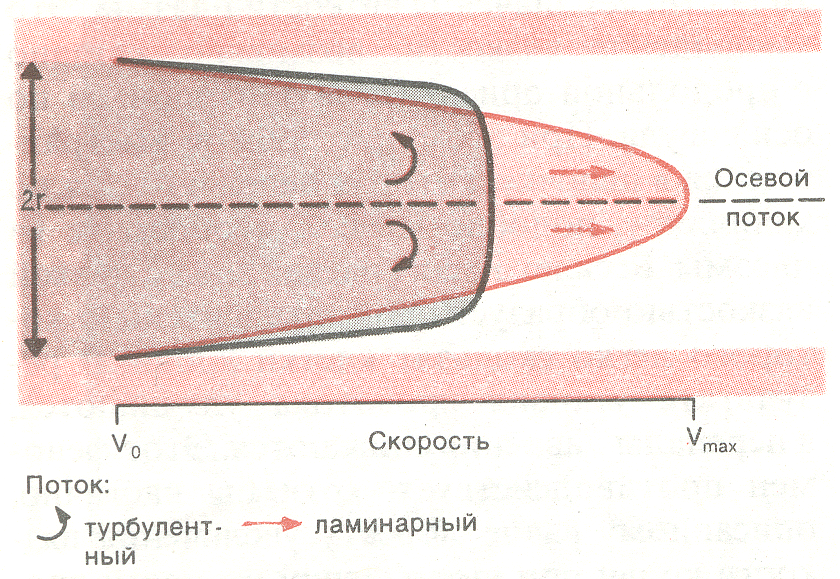 2r
Осевой
поток
V₀
Скорость
Vmax
Поток:
турбулент-
ный
ламинарный